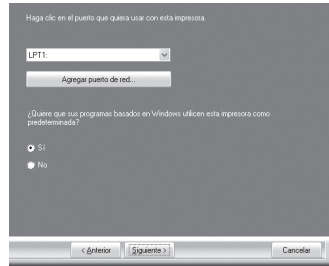 Haga clic en el puerto que quiera usar con esta impresora.
LPT1:
Agregar puerto de red...
¿Quiere que sus programas basados en Windows utilicen esta impresora como
predeterminada?
Sí
No
< Anterior
Siguiente >
Cancelar